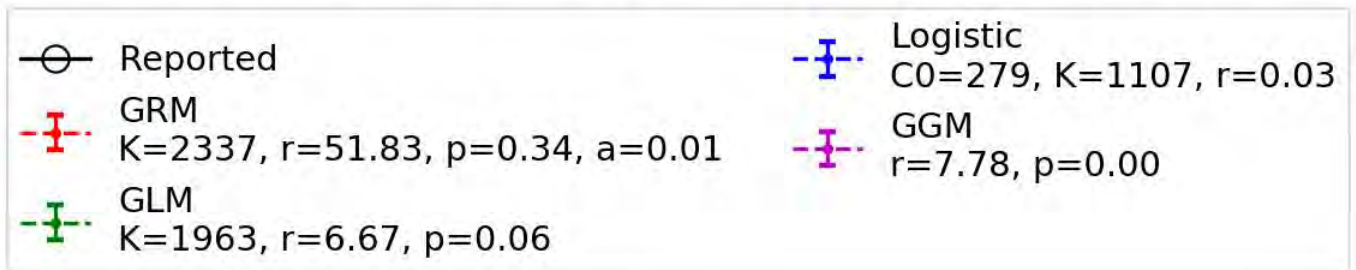 Reported
GRM
K=2337, r=51.83, p=0.34, a=0.01
GLM
K=1963, r=6.67, p=0.06
Logistic
C0=279, K=1107, r=0.03
GGM
r=7.78, p=0.00